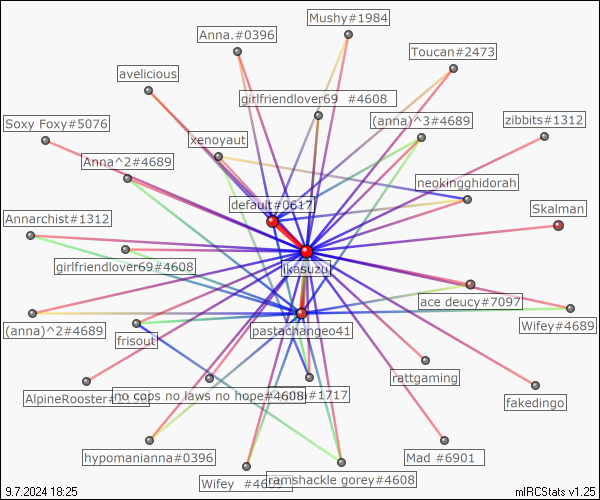 Mushy#1984
Anna.#0396
Toucan#2473
avelicious
girlfriendlover69 #4608
Soxy Foxy#5076
(anna)^3#4689
zibbits#1312
xenoyaut
Anna^2#4689
neokingghidorah
default#0617
Skalman
Annarchist#1312
girlfriendlover69#4608
ikasuzu
ace deucy#7097
(anna)^2#4689
frisout
pastachangeo41
Wifey#4689
rattgaming
AlpineRooster#
no cops no laws no hope#4608
#1717
fakedingo
hypomanianna#0396
Mad #6901
Wifey
ramshackle gorey#4608
9.7.2024 18:25
mIRCStats v1.25